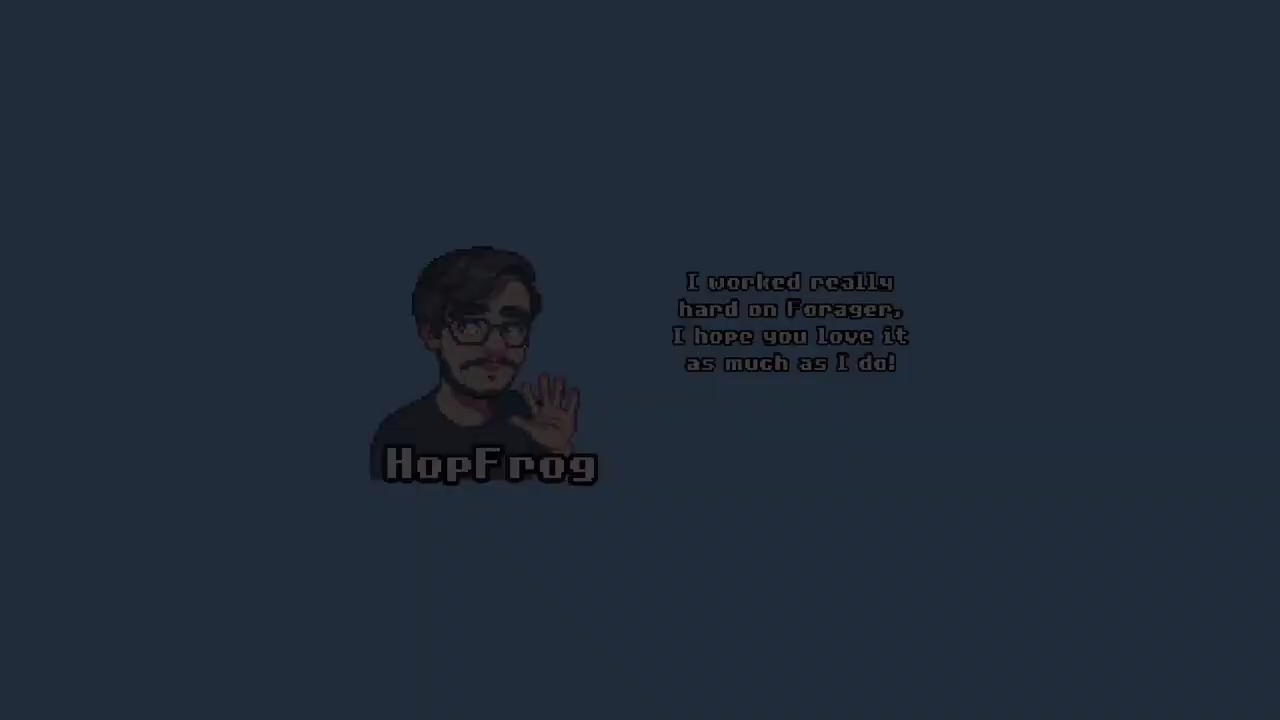 I worked really
hard on Forager,
I hope you love it
as much as I do!
HopFrog